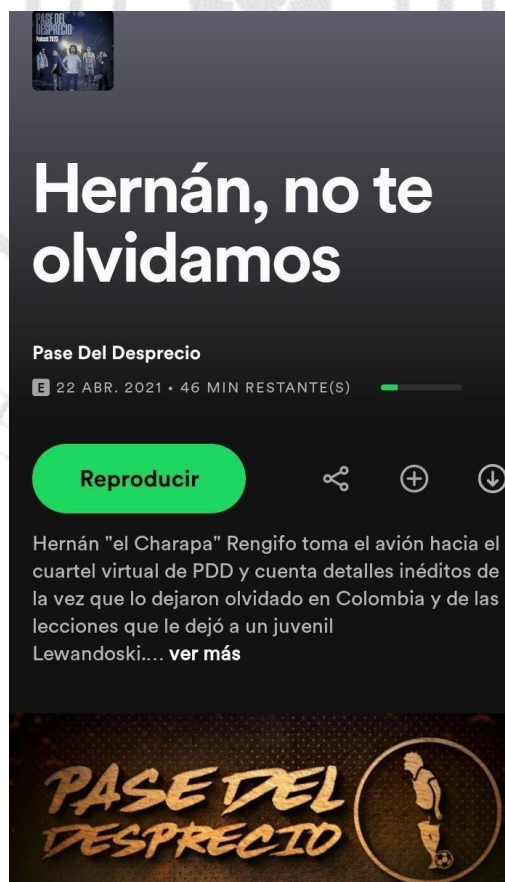 PASE DEL
DESPRECIO
Podcast 2023
Hernán, no te
olvidamos
Pase Del Desprecio
E 22 ABR. 2021 • 46 MIN RESTANTE(S)
Reproducir
Hernán "el Charapa" Rengifo toma el avión hacia el
cuartel virtual de PDD y cuenta detalles inéditos de
la vez que lo dejaron olvidado en Colombia y de las
lecciones que le dejó a un juvenil
Lewandoski.... ver más
PASE DEL
DESPRECIO